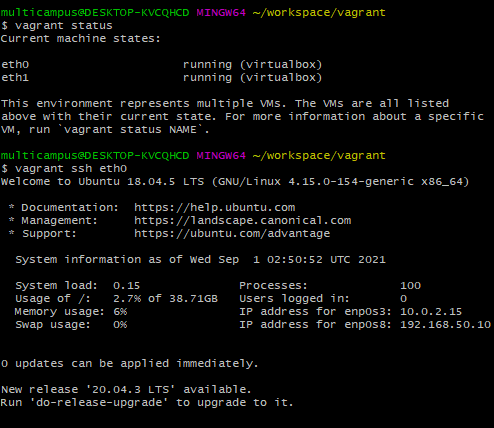 multicampus@DESKTOP-KVCQHCD MINGW64 ~/workspace/vagrant
$ vagrant status
Current machine states:
eth0                      running (virtualbox)
eth1                      running (virtualbox)
This environment represents multiple VMs. The VMs are all listed
above with their current state. For more information about a specific
VM, run `vagrant status NAME`.
multicampus@DESKTOP-KVCQHCD MINGW64 ~/workspace/vagrant
$ vagrant ssh eth0
Welcome to Ubuntu 18.04.5 LTS (GNU/Linux 4.15.0-154-generic x86_64)
 * Documentation:  https://help.ubuntu.com
 * Management:     https://landscape.canonical.com
 * Support:        https://ubuntu.com/advantage
  System information as of Wed Sep  1 02:50:52 UTC 2021
  System load:  0.15              Processes:             100
  Usage of /:   2.7% of 38.71GB   Users logged in:       0
  Memory usage: 6%                IP address for enp0s3: 10.0.2.15
  Swap usage:   0%                IP address for enp0s8: 192.168.50.10
0 updates can be applied immediately.
New release '20.04.3 LTS' available.
Run 'do-release-upgrade' to upgrade to it.